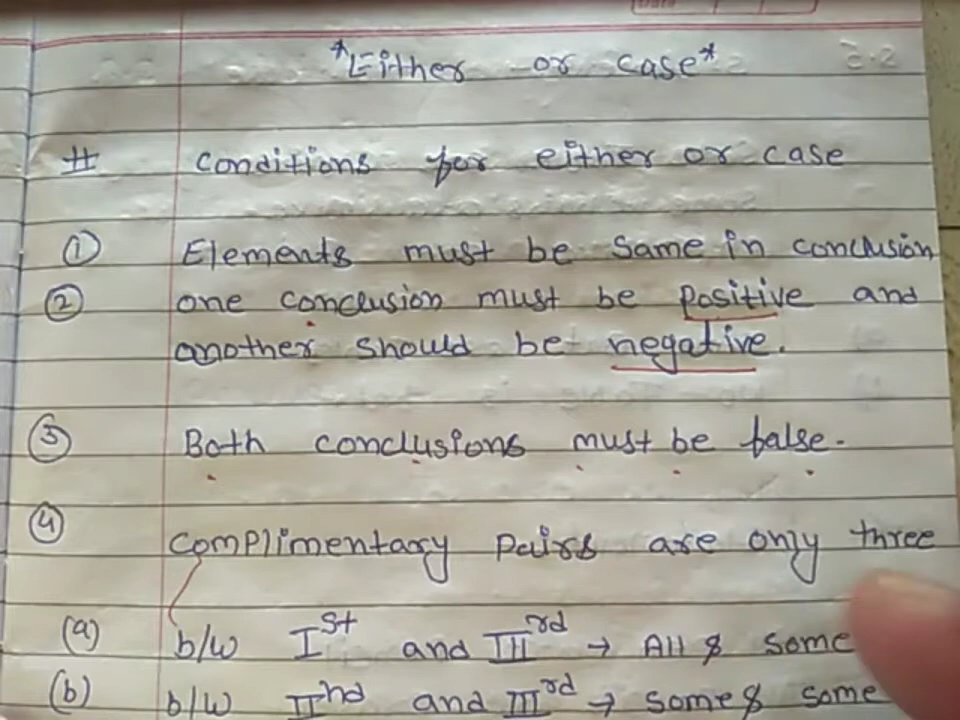 *Either or case*
# conditions for either or case
① Elements must be same in conclusion
② one conclusion must be positive and
another should be negative.
③ Both conclusions must be false.
④ complimentary pairs are only three
(a) b/w Ist and IIIrd → All & some
(b) b/w IInd and IIIrd → some & some